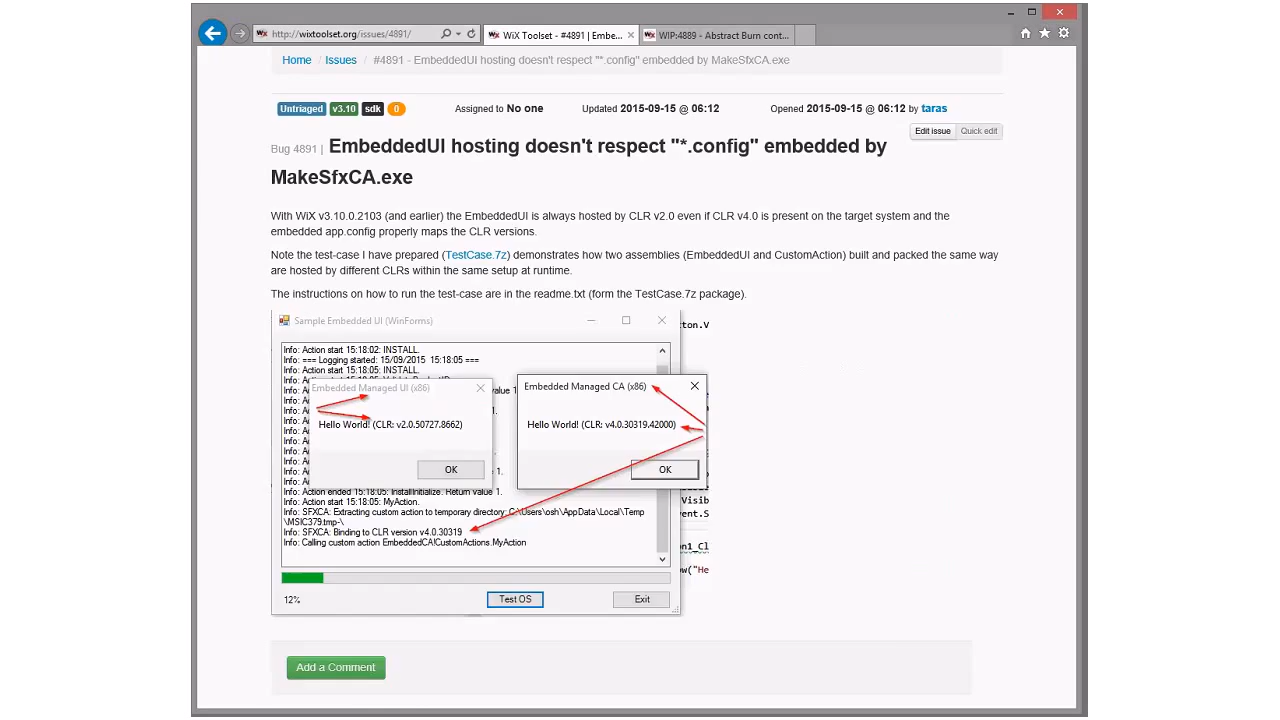 http://wixtoolset.org/issues/4891/
WiX Toolset - #4891 | Embe...
WIP:4889 - Abstract Burn cont...
Home
Issues
#4891 - EmbeddedUI hosting doesn't respect "*.config" embedded by MakeSfxCA.exe
Untriaged v3.10 sdk 0
Assigned to No one
Updated 2015-09-15 @ 06:12
Opened 2015-09-15 @ 06:12 by taras
Edit issue Quick edit
Bug 4891 | EmbeddedUI hosting doesn't respect "*.config" embedded by
MakeSfxCA.exe
With WiX v3.10.0.2103 (and earlier) the EmbeddedUI is always hosted by CLR v2.0 even if CLR v4.0 is present on the target system and the
embedded app.config properly maps the CLR versions.
Note the test-case I have prepared (TestCase.7z) demonstrates how two assemblies (EmbeddedUI and CustomAction) built and packed the same way
are hosted by different CLRs within the same setup at runtime.
The instructions on how to run the test-case are in the readme.txt (form the TestCase.7z package).
Sample Embedded UI (WinForms)
ton.V
Info: Action start 15:18:02: INSTALL.
Info: === Logging started: 15/09/2015 15:18:05 ===
Info: Action start 15:18:05: INSTALL.
Embedded Managed UI (x86)
Hello World! (CLR: v2.0.50727.8662)
OK
Embedded Managed CA (x86)
Hello World! (CLR: v4.0.30319.42000)
OK
Info: Action ended 15:18:05: InstallInitialize. Return value 1.
Info: Action start 15:18:05: MyAction.
Info: SFXCA: Extracting custom action to temporary directory: C:\Users\osh\AppData\Local\Temp
\MSIC379.tmp-\
Info: SFXCA: Binding to CLR version v4.0.30319
Info: Calling custom action EmbeddedCA!CustomActions.MyAction
Visib
ent.S
on1_Cl
ow("He
12%
Test OS
Exit
Add a Comment